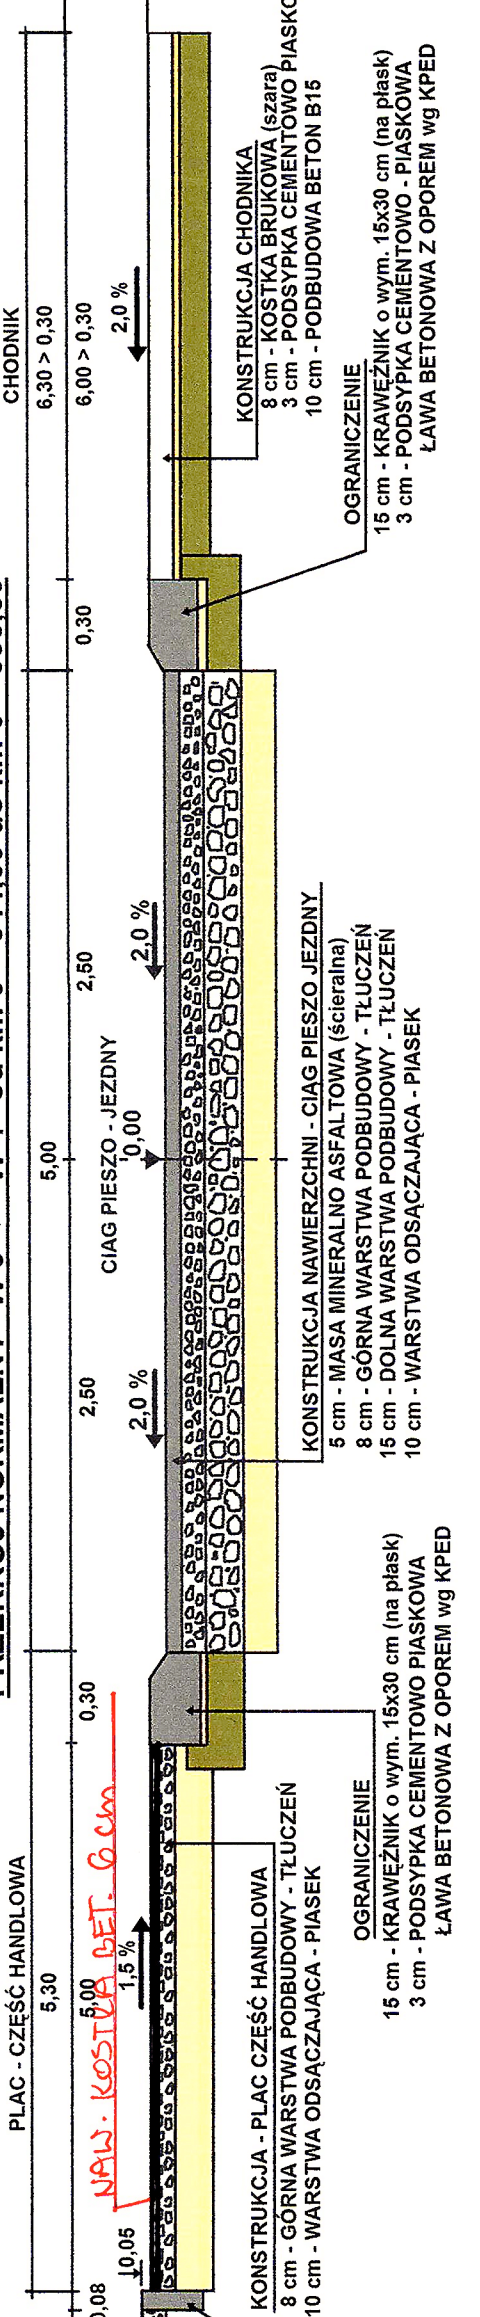 PLAC - CZĘŚĆ HANDLOWA
5,30
5,00
0,30
NAW. KOSTKA BET. 6 cm
1,5 %
0,05
0,08
KONSTRUKCJA - PLAC CZĘŚĆ HANDLOWA
8 cm - GÓRNA WARSTWA PODBUDOWY - TŁUCZEŃ
10 cm - WARSTWA ODSĄCZAJĄCA - PIASEK
OGRANICZENIE
15 cm - KRAWĘŻNIK o wym. 15x30 cm (na płask)
3 cm - PODSYPKA CEMENTOWO PIASKOWA
ŁAWA BETONOWA Z OPOREM wg KPED
5,00
2,50
2,50
CIĄG PIESZO - JEZDNY
0,00
2,0 %
2,0 %
KONSTRUKCJA NAWIERZCHNI - CIĄG PIESZO JEZDNY
5 cm - MASA MINERALNO ASFALTOWA (ścieralna)
8 cm - GÓRNA WARSTWA PODBUDOWY - TŁUCZEŃ
15 cm - DOLNA WARSTWA PODBUDOWY - TŁUCZEŃ
10 cm - WARSTWA ODSĄCZAJĄCA - PIASEK
CHODNIK
6,30 > 0,30
6,00 > 0,30
0,30
2,0 %
KONSTRUKCJA CHODNIKA
8 cm - KOSTKA BRUKOWA (szara)
3 cm - PODSYPKA CEMENTOWO PIASKO
10 cm - PODBUDOWA BETON B15
OGRANICZENIE
15 cm - KRAWĘŻNIK o wym. 15x30 cm (na płask)
3 cm - PODSYPKA CEMENTOWO - PIASKOWA
ŁAWA BETONOWA Z OPOREM wg KPED